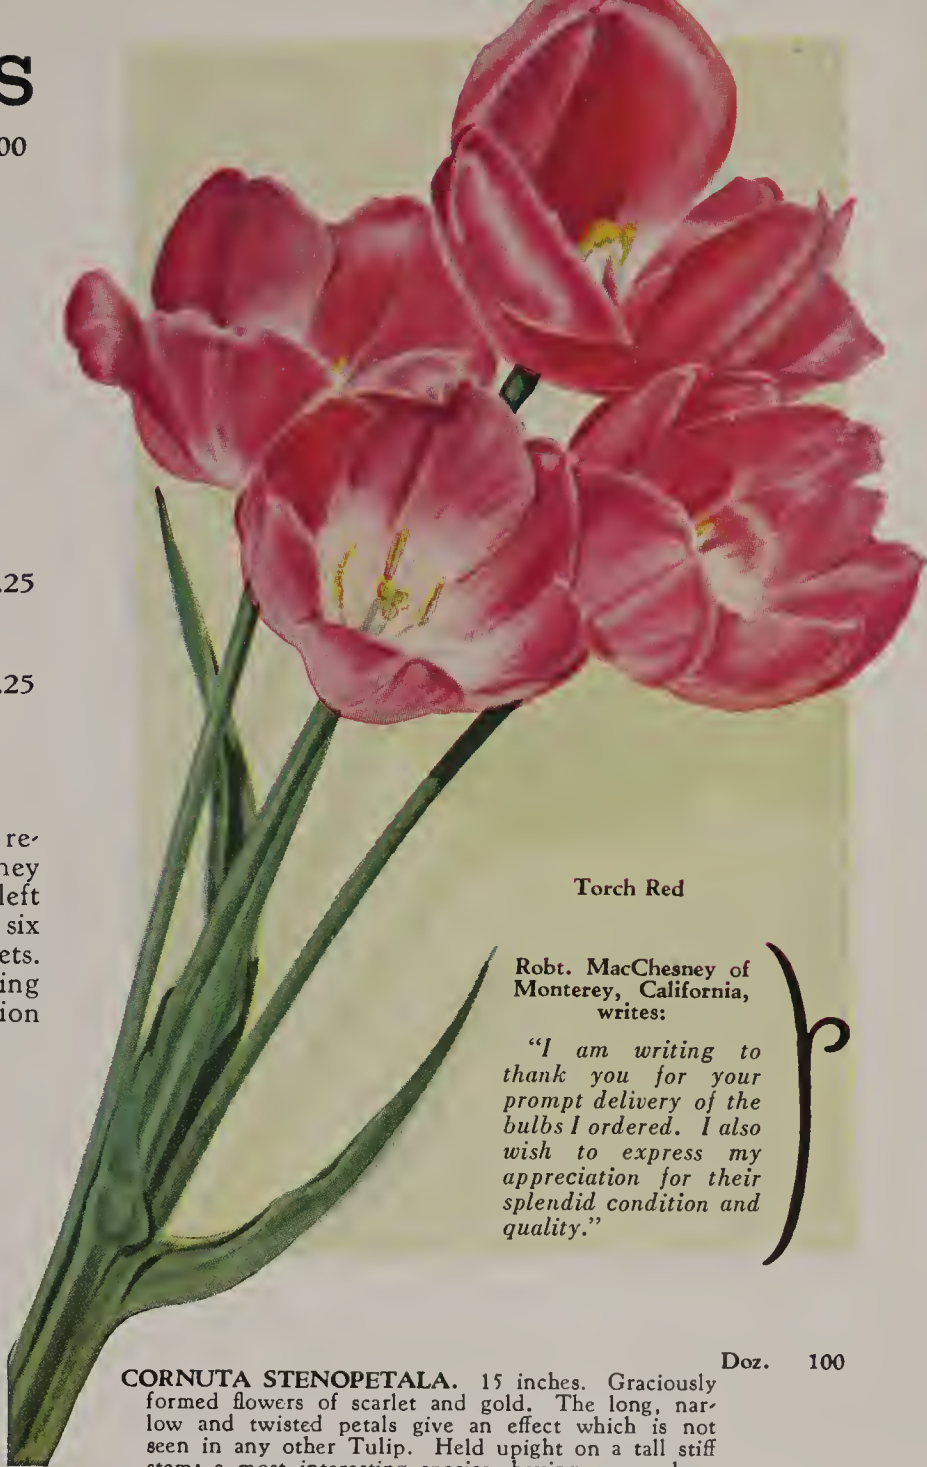 S
00
.25
.25
re-
hey
left
six
ets.
ing
ion
Torch Red
Robt. MacChesney of
Monterey, California,
writes:
“I am writing to
thank you for your
prompt delivery of the
bulbs I ordered. I also
wish to express my
appreciation for their
splendid condition and
quality.”
Doz. 100
CORNUTA STENOPETALA. 15 inches. Graciously
formed flowers of scarlet and gold. The long, nar-
low and twisted petals give an effect which is not
seen in any other Tulip. Held upight on a tall stiff